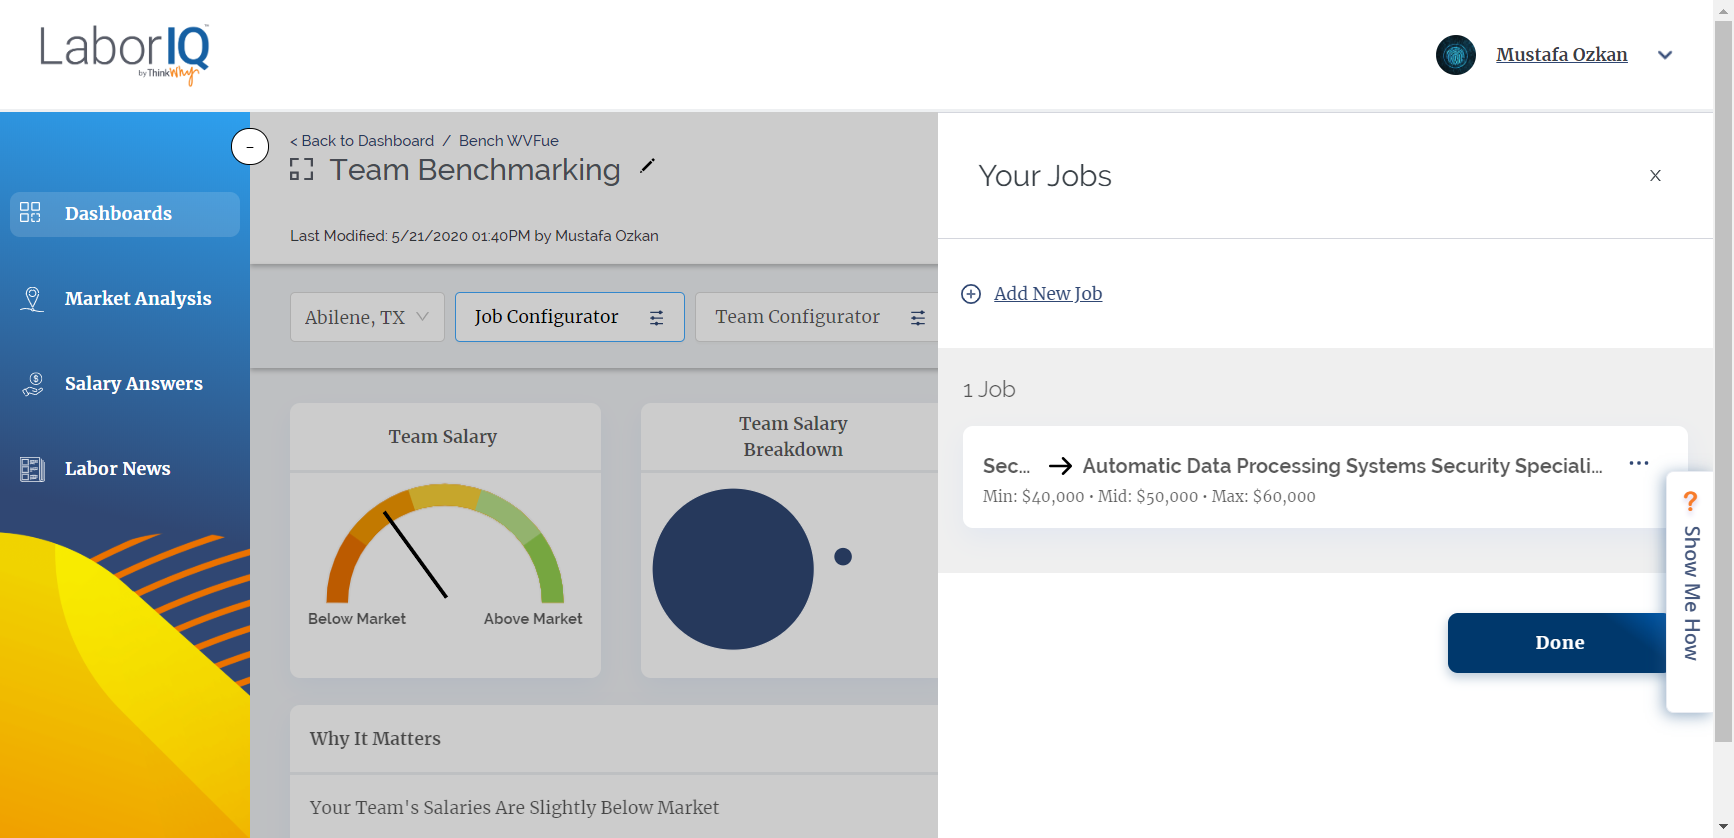 LaborIQ
by ThinkWhy
Mustafa Ozkan
-
Dashboards
Market Analysis
Salary Answers
Labor News
< Back to Dashboard / Bench WVFue
Team Benchmarking
Last Modified: 5/21/2020 01:40PM by Mustafa Ozkan
Abilene, TX
Job Configurator
Team Configurator
Team Salary
Below Market
Above Market
Team Salary
Breakdown
Why It Matters
Your Team's Salaries Are Slightly Below Market
Your Jobs
X
Add New Job
1 Job
Sec... → Automatic Data Processing Systems Security Speciali... ...
Min: $40,000 • Mid: $50,000 • Max: $60,000
Done
? Show Me How